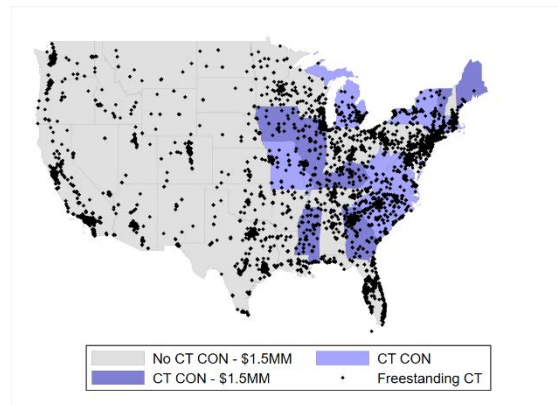 No CT CON - $1.5MM
CT CON
CT CON - $1.5MM
Freestanding CT